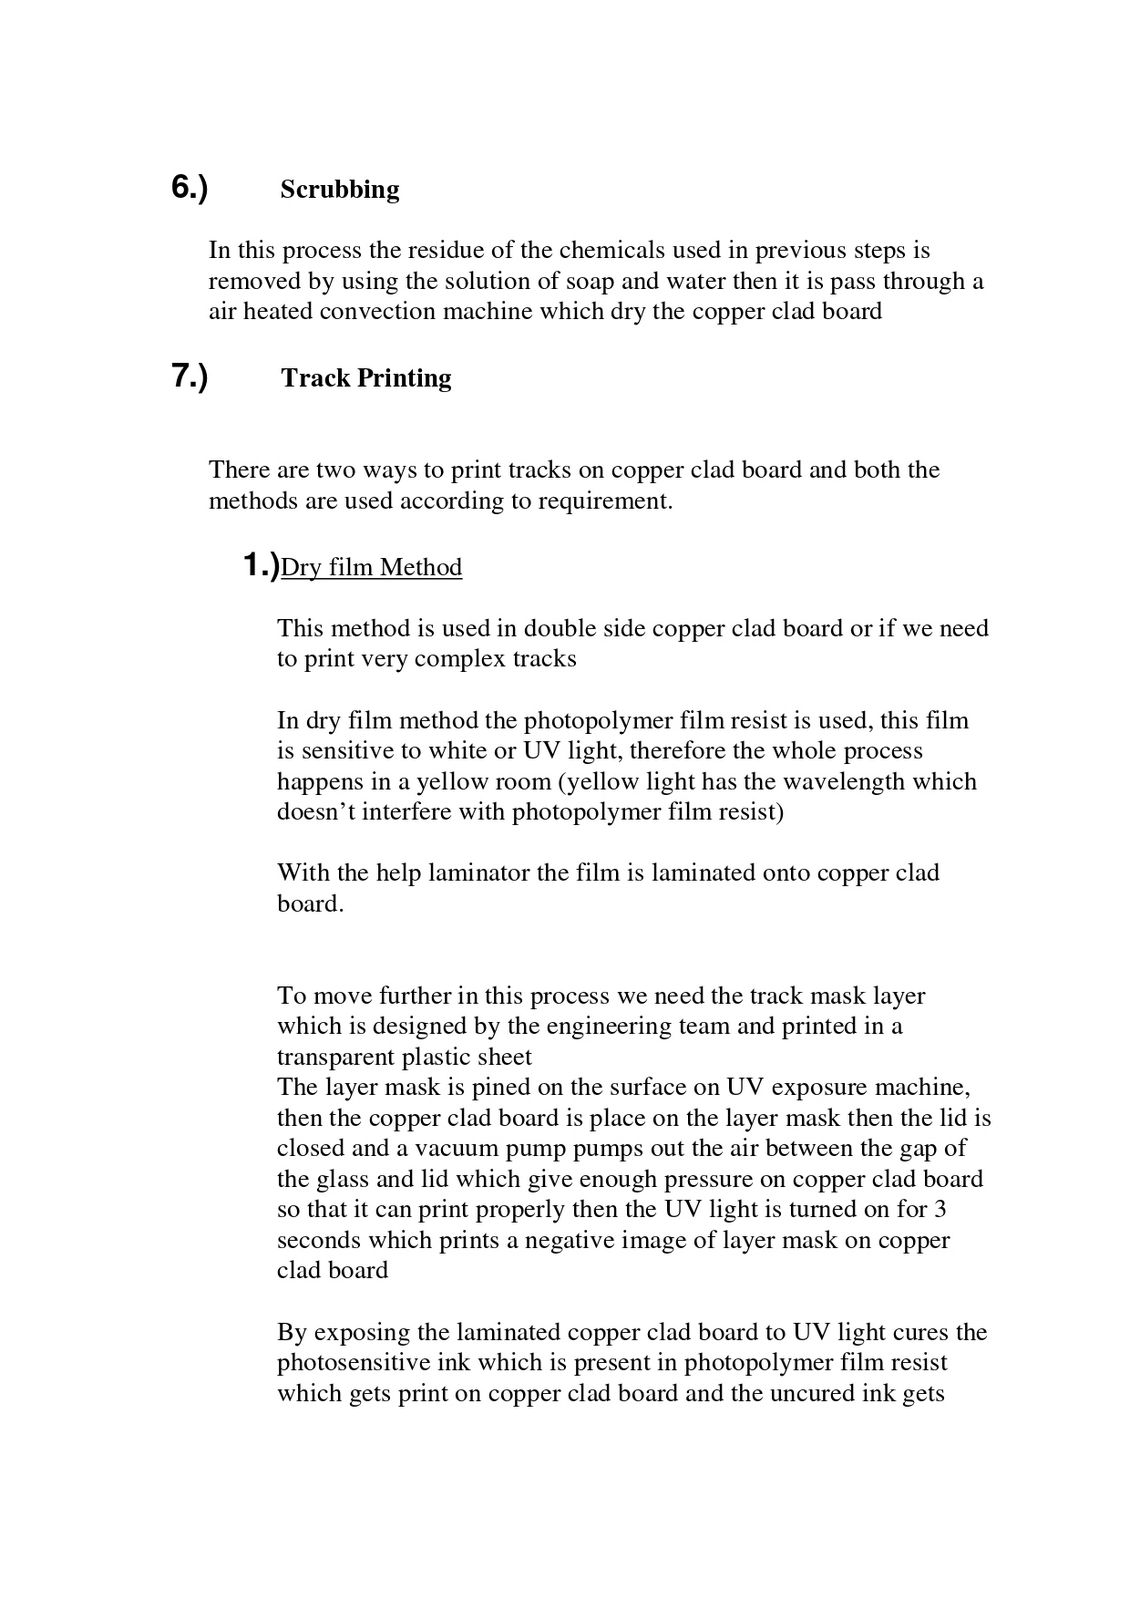 6.) Scrubbing
In this process the residue of the chemicals used in previous steps is
removed by using the solution of soap and water then it is pass through a
air heated convection machine which dry the copper clad board
7.) Track Printing
There are two ways to print tracks on copper clad board and both the
methods are used according to requirement.
1.)Dry film Method
This method is used in double side copper clad board or if we need
to print very complex tracks
In dry film method the photopolymer film resist is used, this film
is sensitive to white or UV light, therefore the whole process
happens in a yellow room (yellow light has the wavelength which
doesn’t interfere with photopolymer film resist)
With the help laminator the film is laminated onto copper clad
board.
To move further in this process we need the track mask layer
which is designed by the engineering team and printed in a
transparent plastic sheet
The layer mask is pined on the surface on UV exposure machine,
then the copper clad board is place on the layer mask then the lid is
closed and a vacuum pump pumps out the air between the gap of
the glass and lid which give enough pressure on copper clad board
so that it can print properly then the UV light is turned on for 3
seconds which prints a negative image of layer mask on copper
clad board
By exposing the laminated copper clad board to UV light cures the
photosensitive ink which is present in photopolymer film resist
which gets print on copper clad board and the uncured ink gets